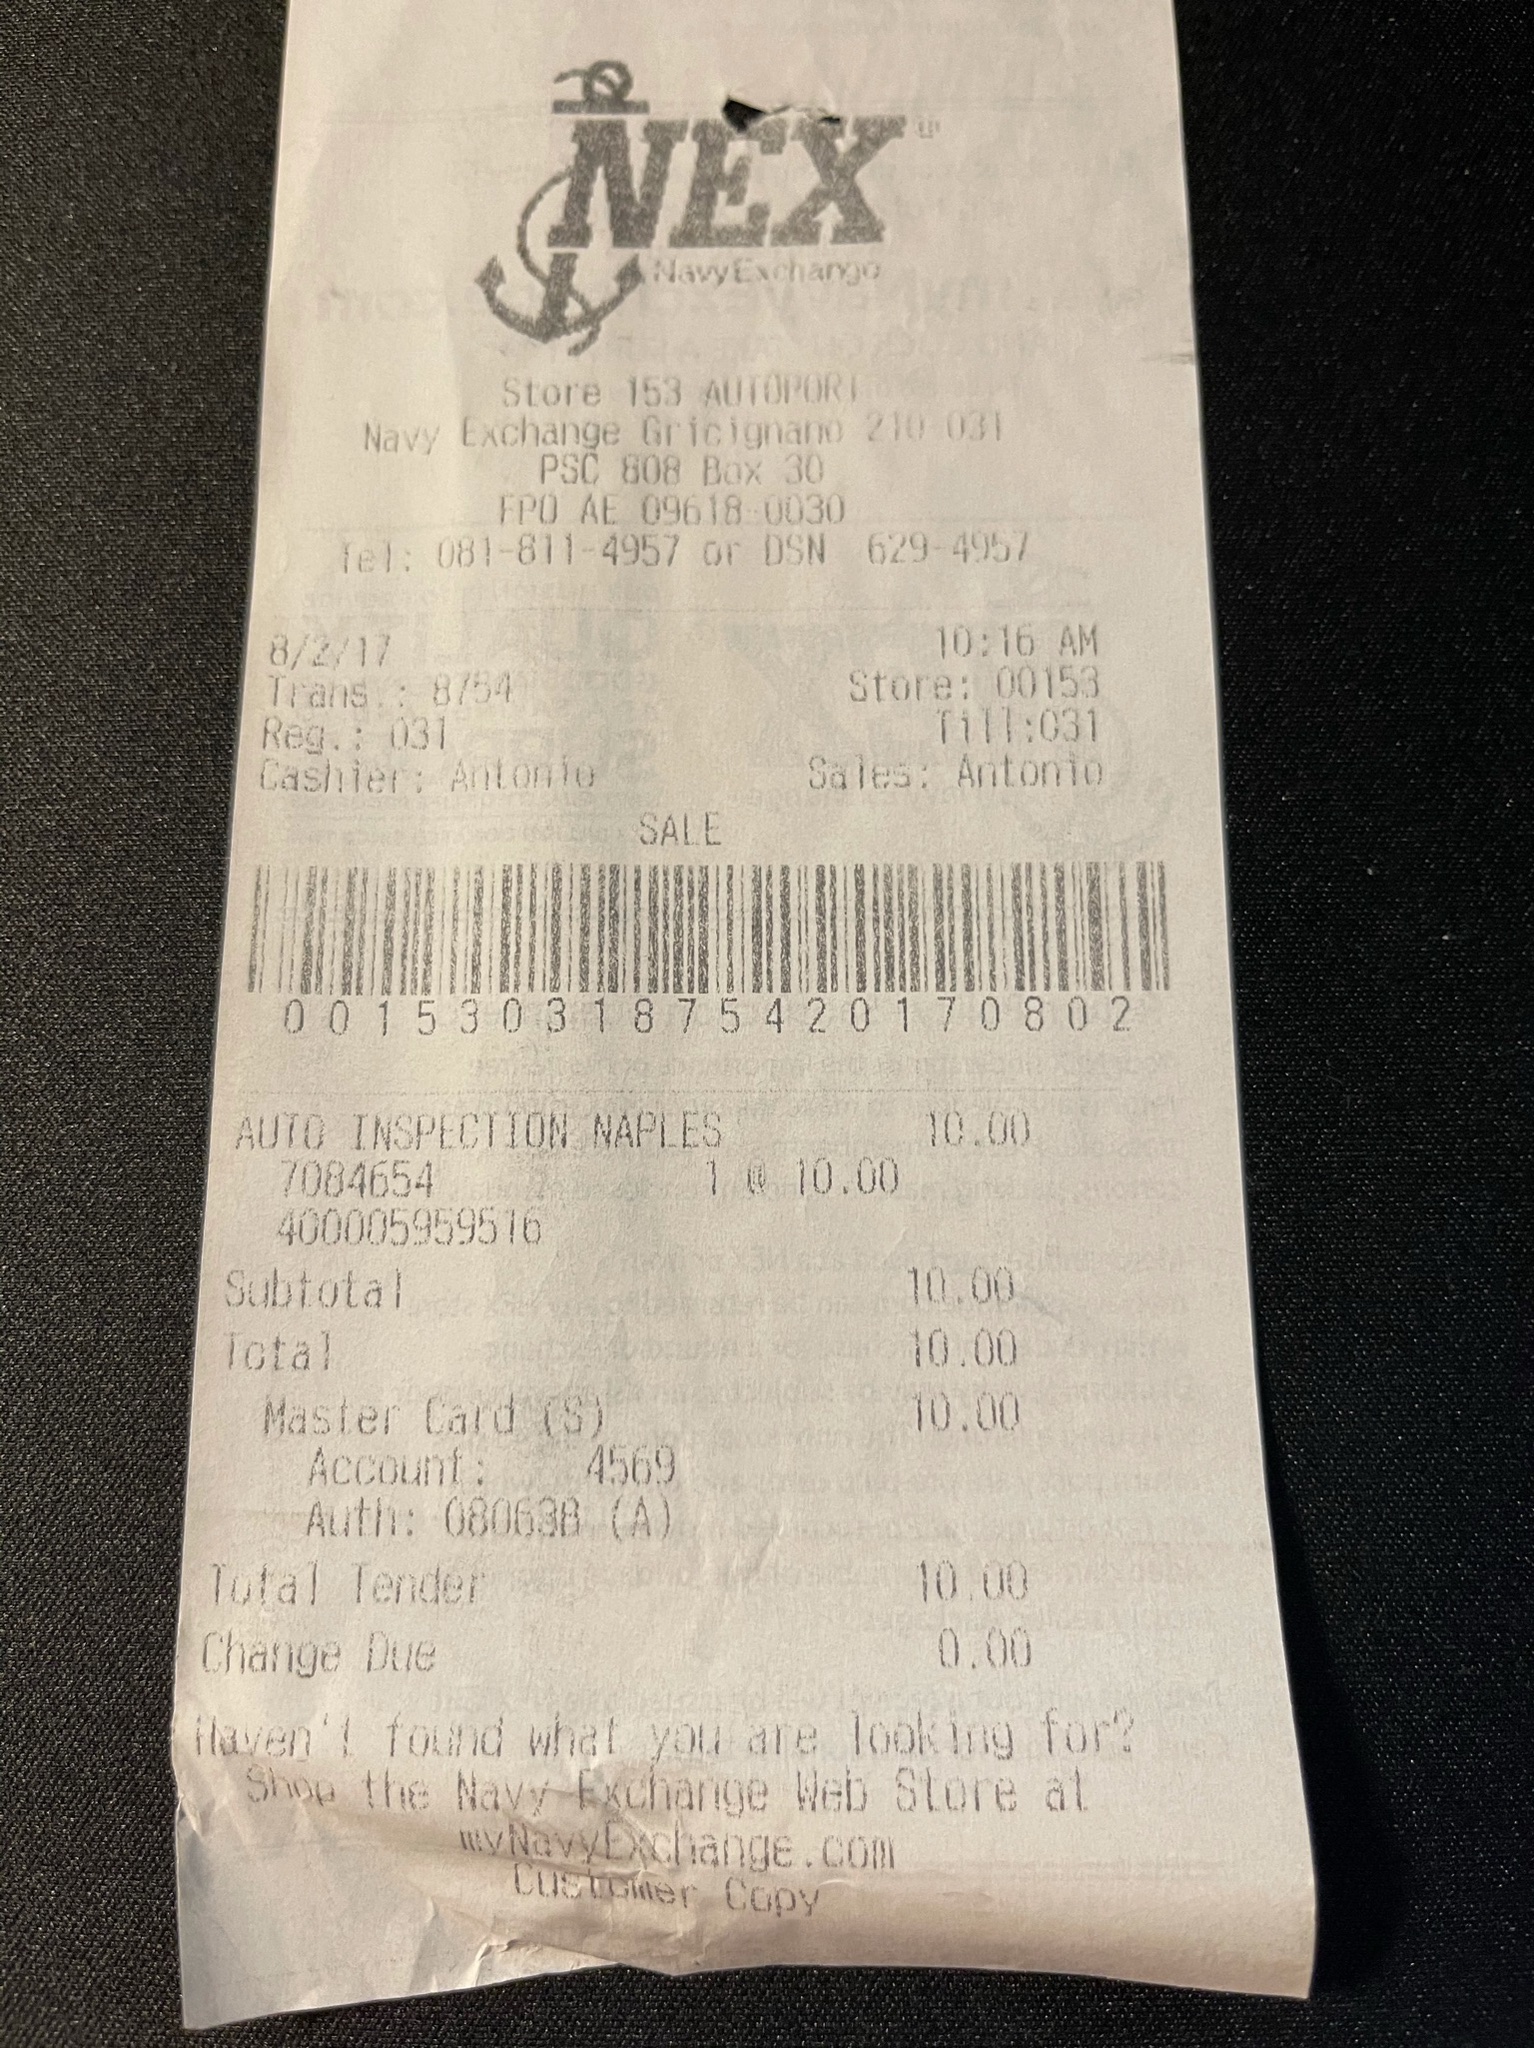 NEX
Navy Exchange
Store 153 AUTOPORT
Navy Exchange Gricignano 210 031
PSC 808 Box 30
FPO AE 09618-0030
Tel: 081-811-4957 or DSN 629-4957
8/2/17 10:16 AM
Trans.: 8754 Store: 00153
Reg.: 031 Till:031
Cashier: Antonio Sales: Antonio
SALE
00153031875420170802
AUTO INSPECTION NAPLES 10.00
7084654 1 @ 10.00
400005959516
Subtotal 10.00
Total 10.00
Master Card (S) 10.00
Account: 4569
Auth: 08063B (A)
Total Tender 10.00
Change Due 0.00
Haven't found what you are looking for?
Shop the Navy Exchange Web Store at
myNavyExchange.com
Customer Copy